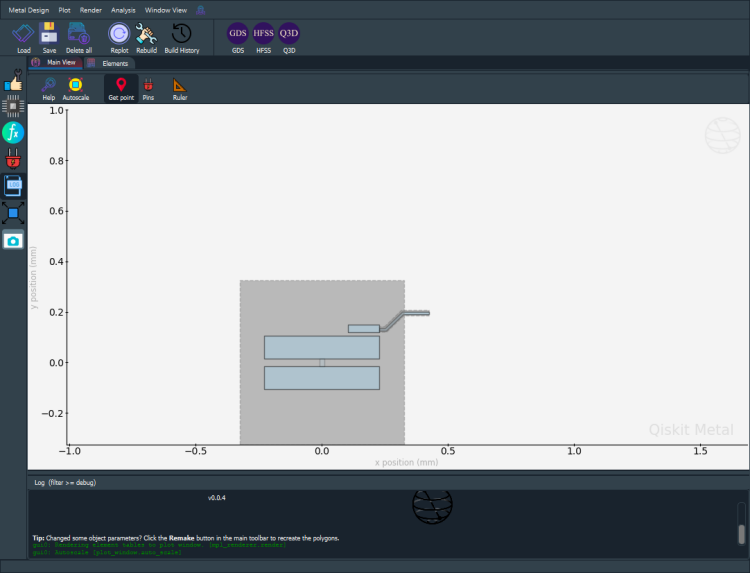 Metal Design Plot Render Analysis Window View
GDS HFSS Q3D
Load Save Delete all Replot Rebuild Build History GDS HFSS Q3D
Main View Elements
Help Autoscale Get point Pins Ruler
fx
LOG
1.0
0.8
0.6
0.4
0.2
0.0
−0.2
y position (mm)
Qiskit Metal
−1.0 −0.5 0.0 0.5 1.0 1.5
x position (mm)
Log (filter >= debug)
v0.0.4
Tip: Changed some object parameters? Click the Remake button in the main toolbar to recreate the polygons.
gui0: Rendering element tables to plot window. [mpl_renderer.render]
gui0: Autoscale [plot_window.auto_scale]